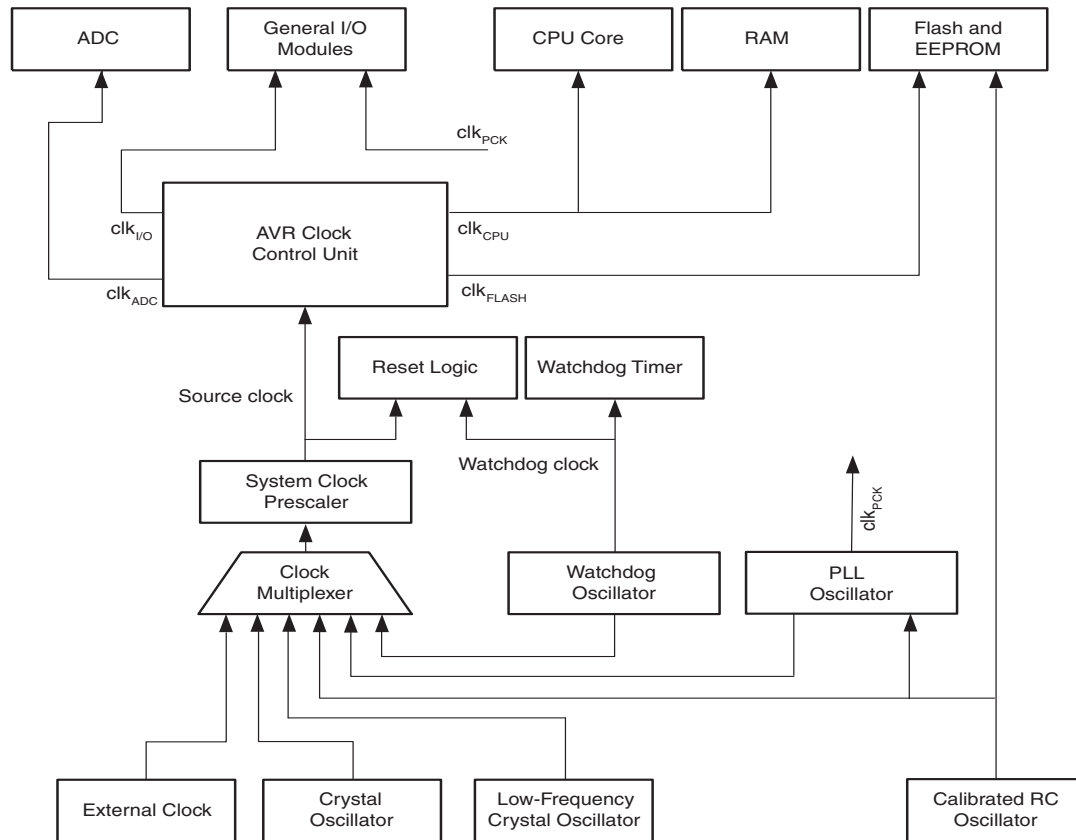 ADC
General I/O
Modules
CPU Core
RAM
Flash and
EEPROM
clkPCK
clkI/O
AVR Clock
Control Unit
clkCPU
clkADC
clkFLASH
Reset Logic
Watchdog Timer
Source clock
Watchdog clock
System Clock
Prescaler
clkPCK
Clock
Multiplexer
Watchdog
Oscillator
PLL
Oscillator
External Clock
Crystal
Oscillator
Low-Frequency
Crystal Oscillator
Calibrated RC
Oscillator